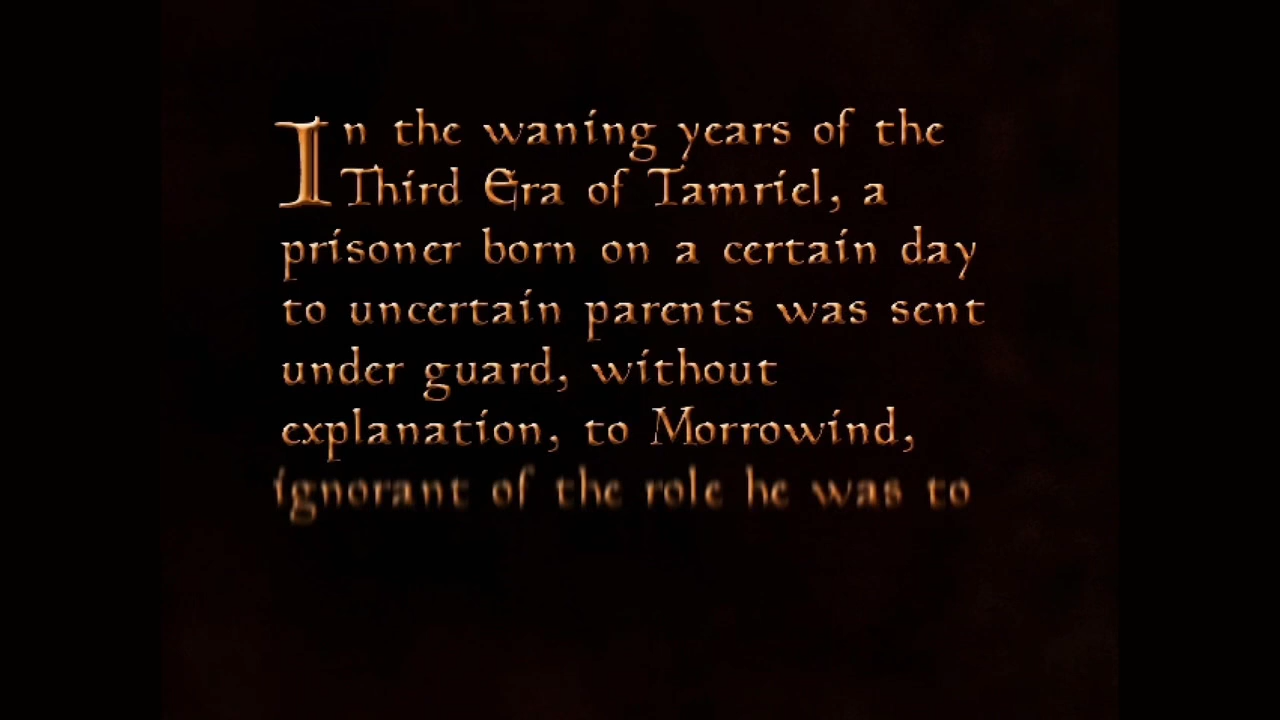 In the waning years of the
Third Era of Tamriel, a
prisoner born on a certain day
to uncertain parents was sent
under guard, without
explanation, to Morrowind,
ignorant of the role he was to